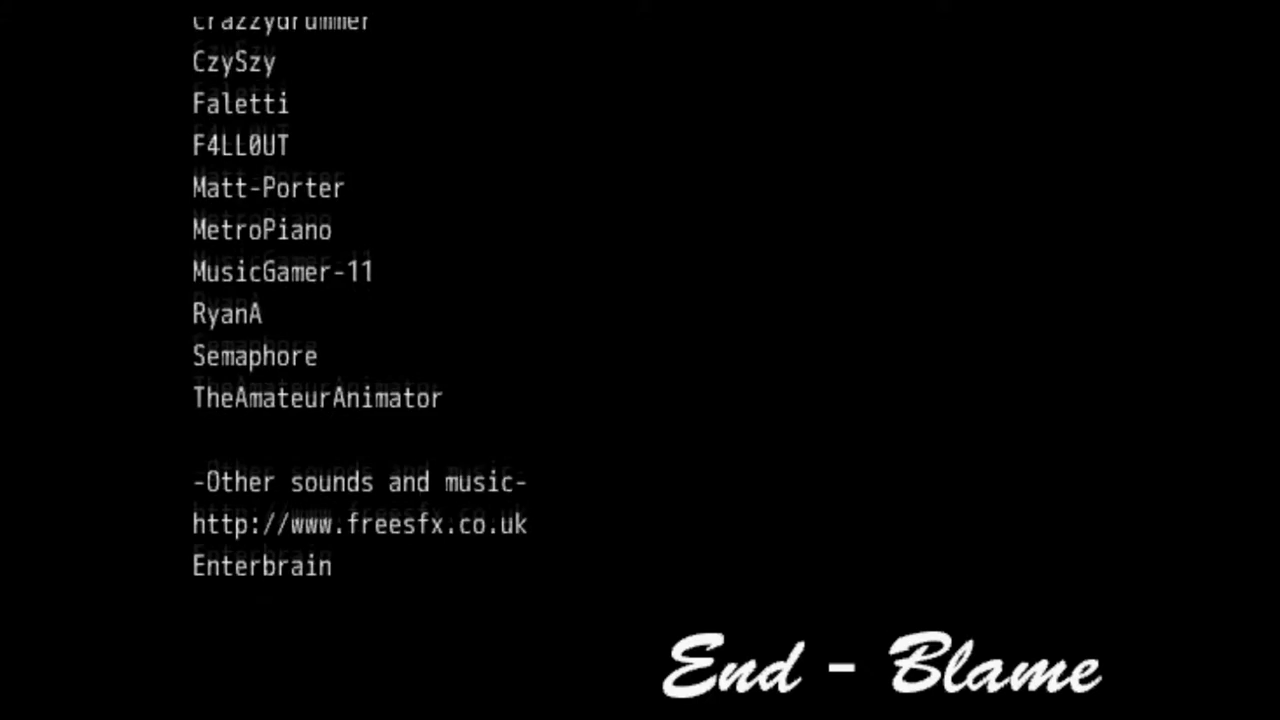 Crazzydrummer
CzySzy
Faletti
F4LL0UT
Matt-Porter
MetroPiano
MusicGamer-11
RyanA
Semaphore
TheAmateurAnimator
-Other sounds and music-
http://www.freesfx.co.uk
Enterbrain
End - Blame